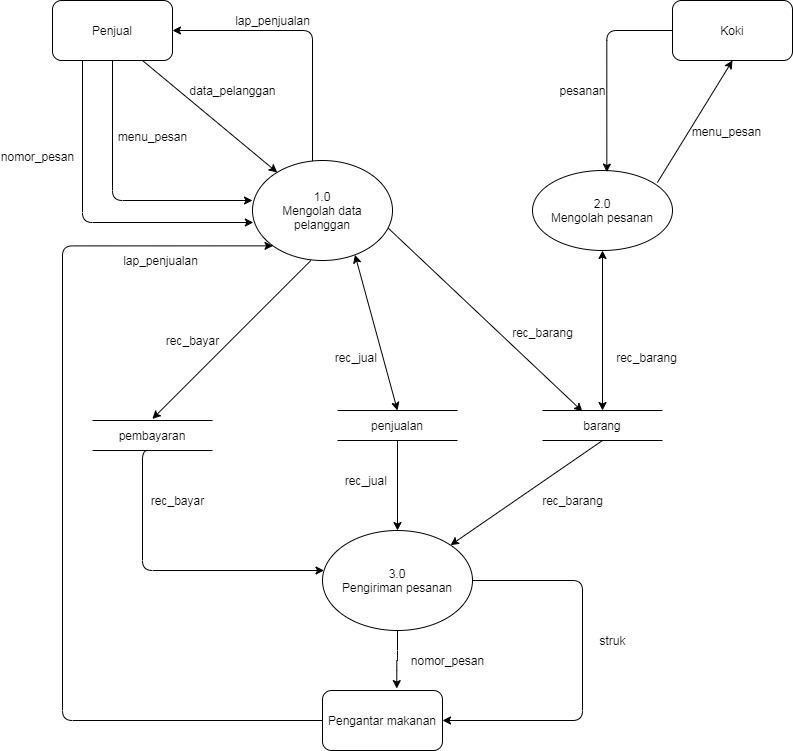 Penjual
lap_penjualan
Koki
data_pelanggan
pesanan
menu_pesan
menu_pesan
nomor_pesan
1.0
Mengolah data
pelanggan
2.0
Mengolah pesanan
lap_penjualan
rec_bayar
rec_jual
rec_barang
rec_barang
pembayaran
penjualan
barang
rec_bayar
rec_jual
rec_barang
3.0
Pengiriman pesanan
struk
nomor_pesan
Pengantar makanan